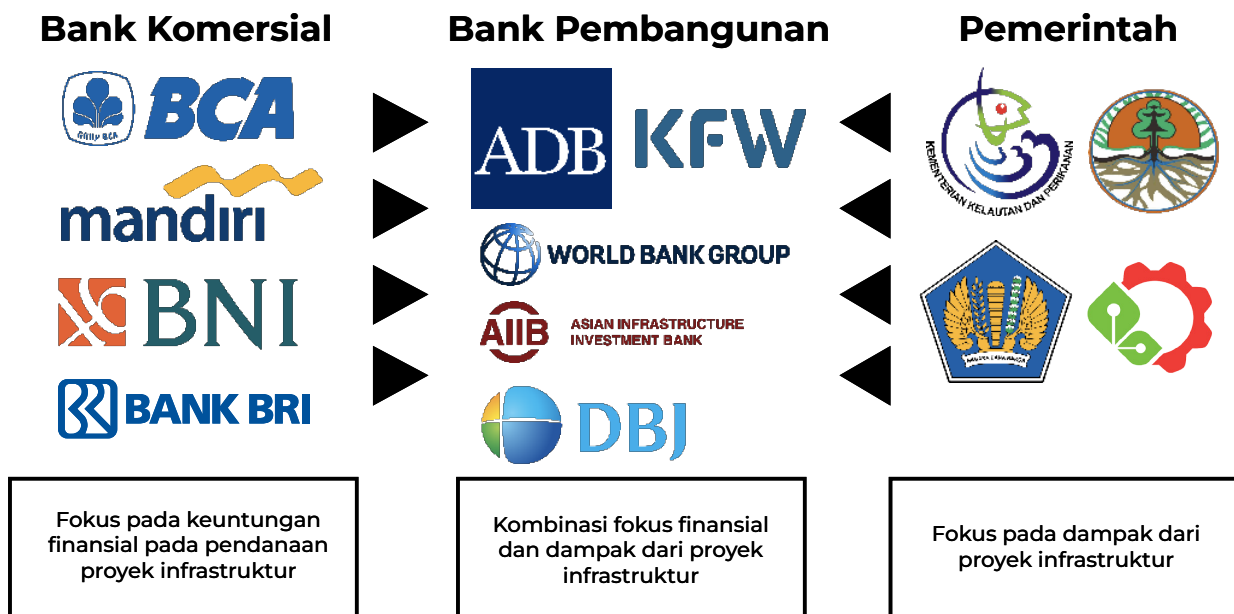 Bank Komersial
Bank Pembangunan
Pemerintah
BCA
mandiri
BNI
BANK BRI
ADB
KFW
WORLD BANK GROUP
AIIB
ASIAN INFRASTRUCTURE
INVESTMENT BANK
DBJ
KEMENTERIAN KELAUTAN DAN PERIKANAN
Fokus pada keuntungan
finansial pada pendanaan
proyek infrastruktur
Kombinasi fokus finansial
dan dampak dari proyek
infrastruktur
Fokus pada dampak dari
proyek infrastruktur